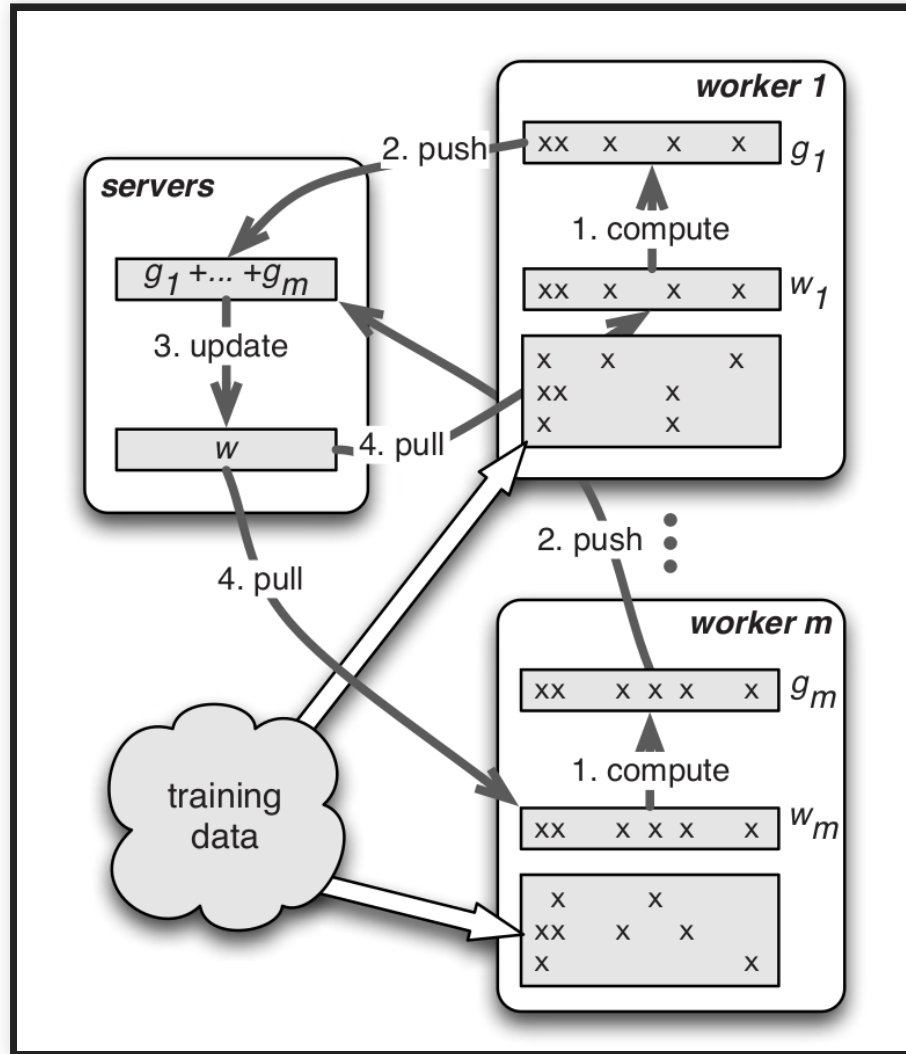 worker 1
xx x x x
g1
2. push
servers
1. compute
g1 +... +gm
xx x x x
w1
3. update
x x x
xx x
x x
w
4. pull
2. push
4. pull
worker m
xx x x x x
gm
1. compute
training
data
xx x x x x
wm
x x
xx x x
x x